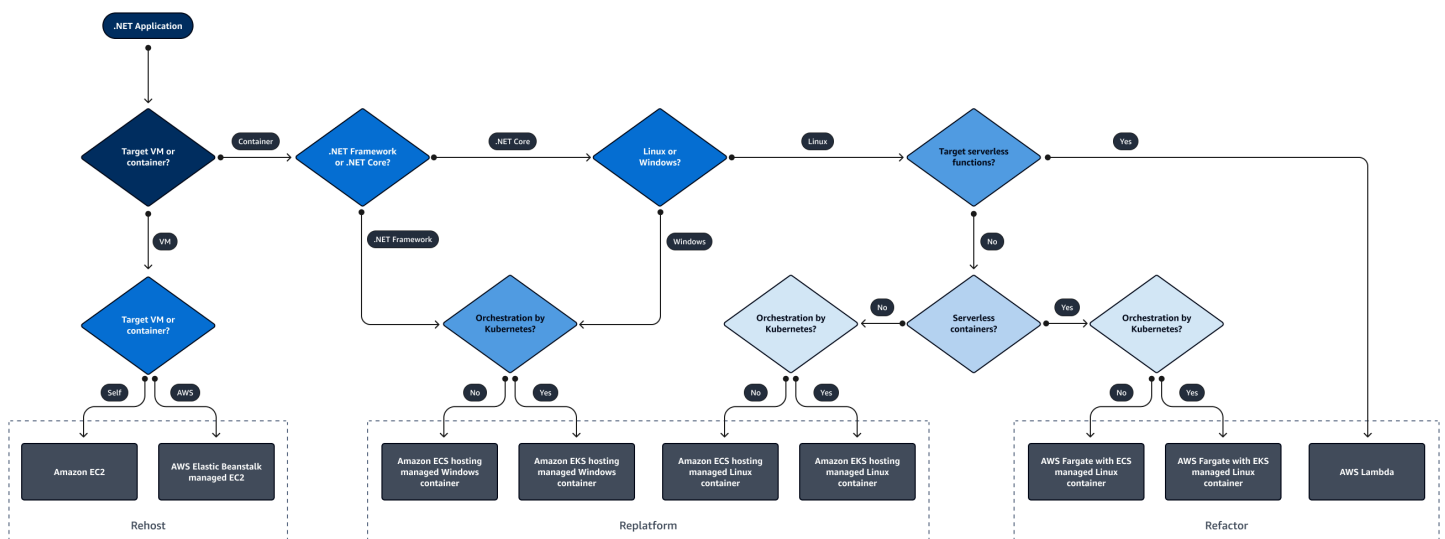 .NET Application
Target VM or
container?
Container
.NET Framework
or .NET Core?
.NET Core
Linux or
Windows?
Linux
Target serverless
functions?
Yes
VM
.NET Framework
Windows
No
Target VM or
container?
Orchestration by
Kubernetes?
Orchestration by
Kubernetes?
No
Serverless
containers?
Yes
Orchestration by
Kubernetes?
Self
AWS
No
Yes
No
Yes
No
Yes
Amazon EC2
AWS Elastic Beanstalk
managed EC2
Amazon ECS hosting
managed Windows
container
Amazon EKS hosting
managed Windows
container
Amazon ECS hosting
managed Linux
container
Amazon EKS hosting
managed Linux
container
AWS Fargate with ECS
managed Linux
container
AWS Fargate with EKS
managed Linux
container
AWS Lambda
Rehost
Replatform
Refactor